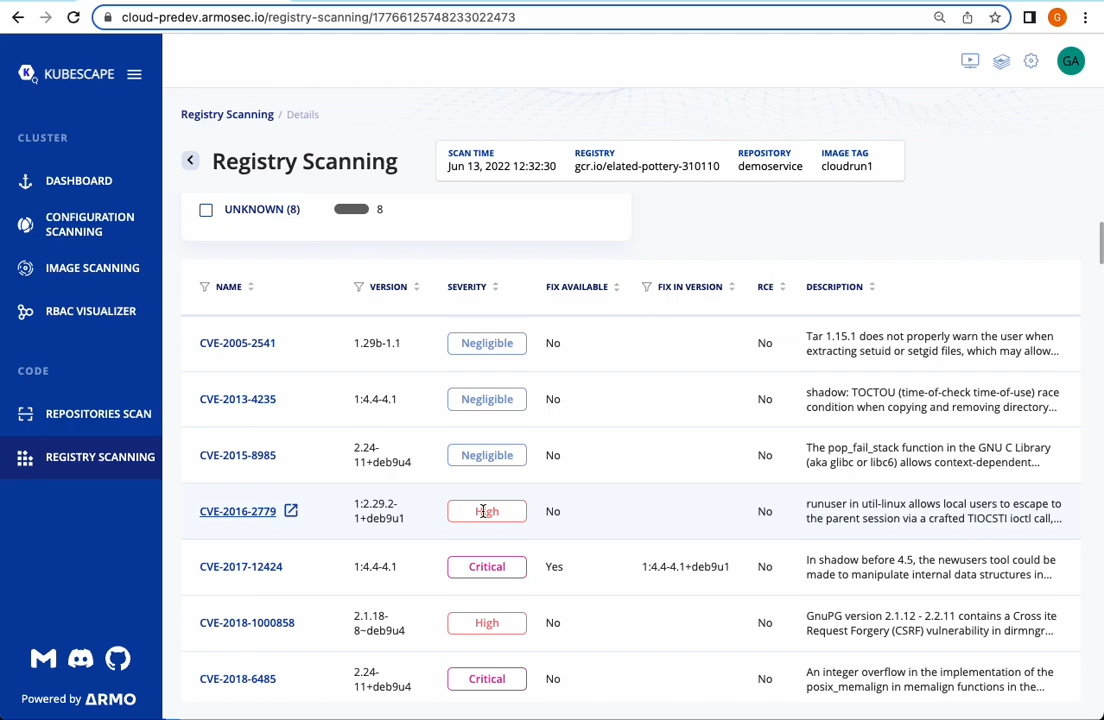 cloud-predev.armosec.io/registry-scanning/17766125748233022473
G
KUBESCAPE
GA
CLUSTER
DASHBOARD
CONFIGURATION
SCANNING
IMAGE SCANNING
RBAC VISUALIZER
CODE
REPOSITORIES SCAN
REGISTRY SCANNING
Powered by ARMO
Registry Scanning / Details
Registry Scanning
SCAN TIME
Jun 13, 2022 12:32:30
REGISTRY
gcr.io/elated-pottery-310110
REPOSITORY
demoservice
IMAGE TAG
cloudrun1
UNKNOWN (8) 8
NAME VERSION SEVERITY FIX AVAILABLE FIX IN VERSION RCE DESCRIPTION
CVE-2005-2541 1.29b-1.1 Negligible No No Tar 1.15.1 does not properly warn the user when
extracting setuid or setgid files, which may allow...
CVE-2013-4235 1:4.4-4.1 Negligible No No shadow: TOCTOU (time-of-check time-of-use) race
condition when copying and removing directory...
CVE-2015-8985 2.24-
11+deb9u4 Negligible No No The pop_fail_stack function in the GNU C Library
(aka glibc or libc6) allows context-dependent...
CVE-2016-2779 1:2.29.2-
1+deb9u1 High No No runuser in util-linux allows local users to escape to
the parent session via a crafted TIOCSTI ioctl call,...
CVE-2017-12424 1:4.4-4.1 Critical Yes 1:4.4-4.1+deb9u1 No In shadow before 4.5, the newusers tool could be
made to manipulate internal data structures in...
CVE-2018-1000858 2.1.18-
8~deb9u4 High No No GnuPG version 2.1.12 - 2.2.11 contains a Cross ite
Request Forgery (CSRF) vulnerability in dirmngr...
CVE-2018-6485 2.24-
11+deb9u4 Critical No No An integer overflow in the implementation of the
posix_memalign in memalign functions in the...